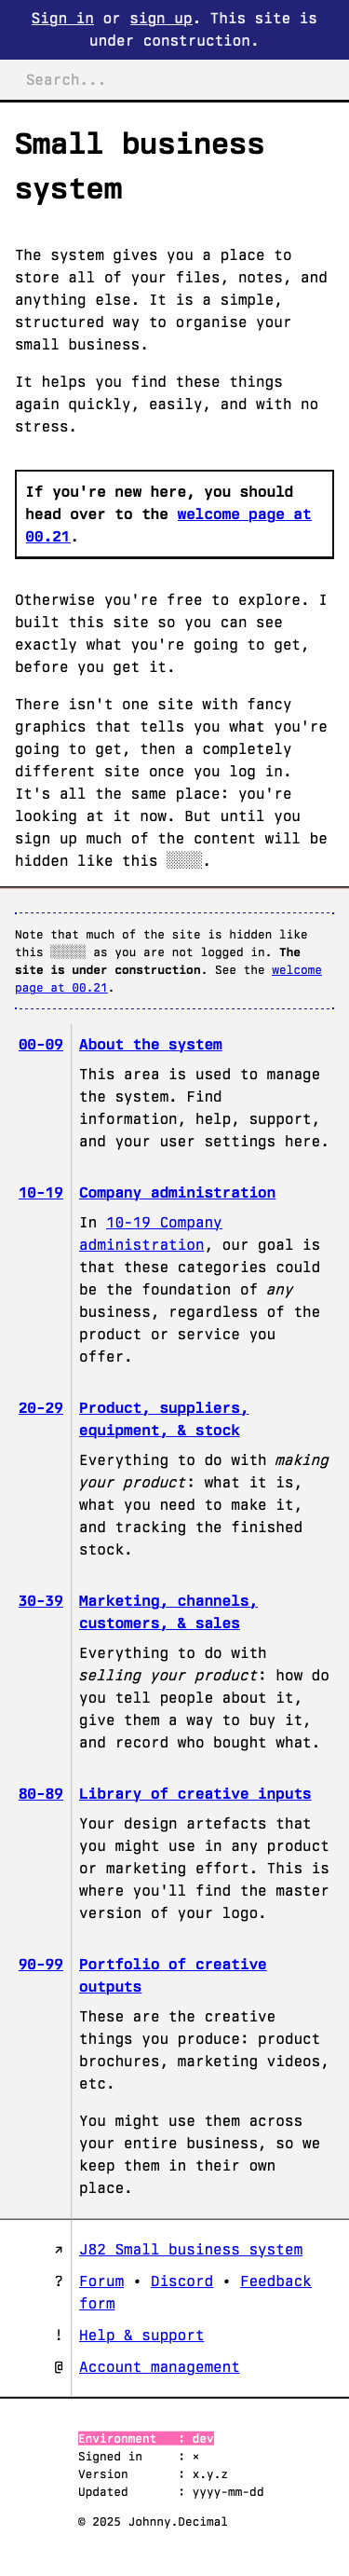 Sign in or sign up. This site is
under construction.
Search...
Small business
system
The system gives you a place to
store all of your files, notes, and
anything else. It is a simple,
structured way to organise your
small business.
It helps you find these things
again quickly, easily, and with no
stress.
If you're new here, you should
head over to the welcome page at
00.21.
Otherwise you're free to explore. I
built this site so you can see
exactly what you're going to get,
before you get it.
There isn't one site with fancy
graphics that tells you what you're
going to get, then a completely
different site once you log in.
It's all the same place: you're
looking at it now. But until you
sign up much of the content will be
hidden like this ░░░░.
Note that much of the site is hidden like
this ░░░░░ as you are not logged in. The
site is under construction. See the welcome
page at 00.21.
00-09 About the system
This area is used to manage
the system. Find
information, help, support,
and your user settings here.
10-19 Company administration
In 10-19 Company
administration, our goal is
that these categories could
be the foundation of any
business, regardless of the
product or service you
offer.
20-29 Product, suppliers,
equipment, & stock
Everything to do with making
your product: what it is,
what you need to make it,
and tracking the finished
stock.
30-39 Marketing, channels,
customers, & sales
Everything to do with
selling your product: how do
you tell people about it,
give them a way to buy it,
and record who bought what.
80-89 Library of creative inputs
Your design artefacts that
you might use in any product
or marketing effort. This is
where you'll find the master
version of your logo.
90-99 Portfolio of creative
outputs
These are the creative
things you produce: product
brochures, marketing videos,
etc.
You might use them across
your entire business, so we
keep them in their own
place.
↗ J82 Small business system
? Forum • Discord • Feedback
form
! Help & support
@ Account management
Environment : dev
Signed in : ×
Version : x.y.z
Updated : yyyy-mm-dd
© 2025 Johnny.Decimal